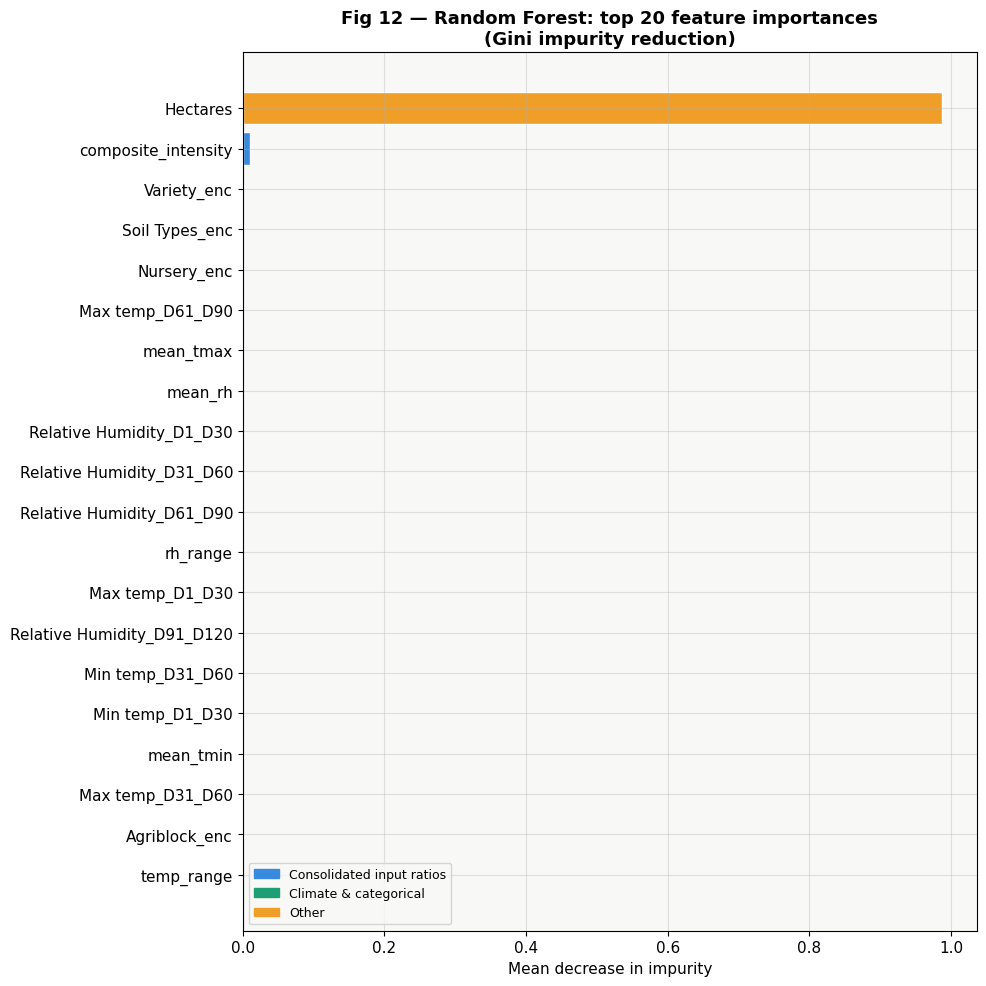 Fig 12 — Random Forest: top 20 feature importances
(Gini impurity reduction)
Hectares
composite_intensity
Variety_enc
Soil Types_enc
Nursery_enc
Max temp_D61_D90
mean_tmax
mean_rh
Relative Humidity_D1_D30
Relative Humidity_D31_D60
Relative Humidity_D61_D90
rh_range
Max temp_D1_D30
Relative Humidity_D91_D120
Min temp_D31_D60
Min temp_D1_D30
mean_tmin
Max temp_D31_D60
Agriblock_enc
temp_range
Consolidated input ratios
Climate & categorical
Other
0.0 0.2 0.4 0.6 0.8 1.0
Mean decrease in impurity